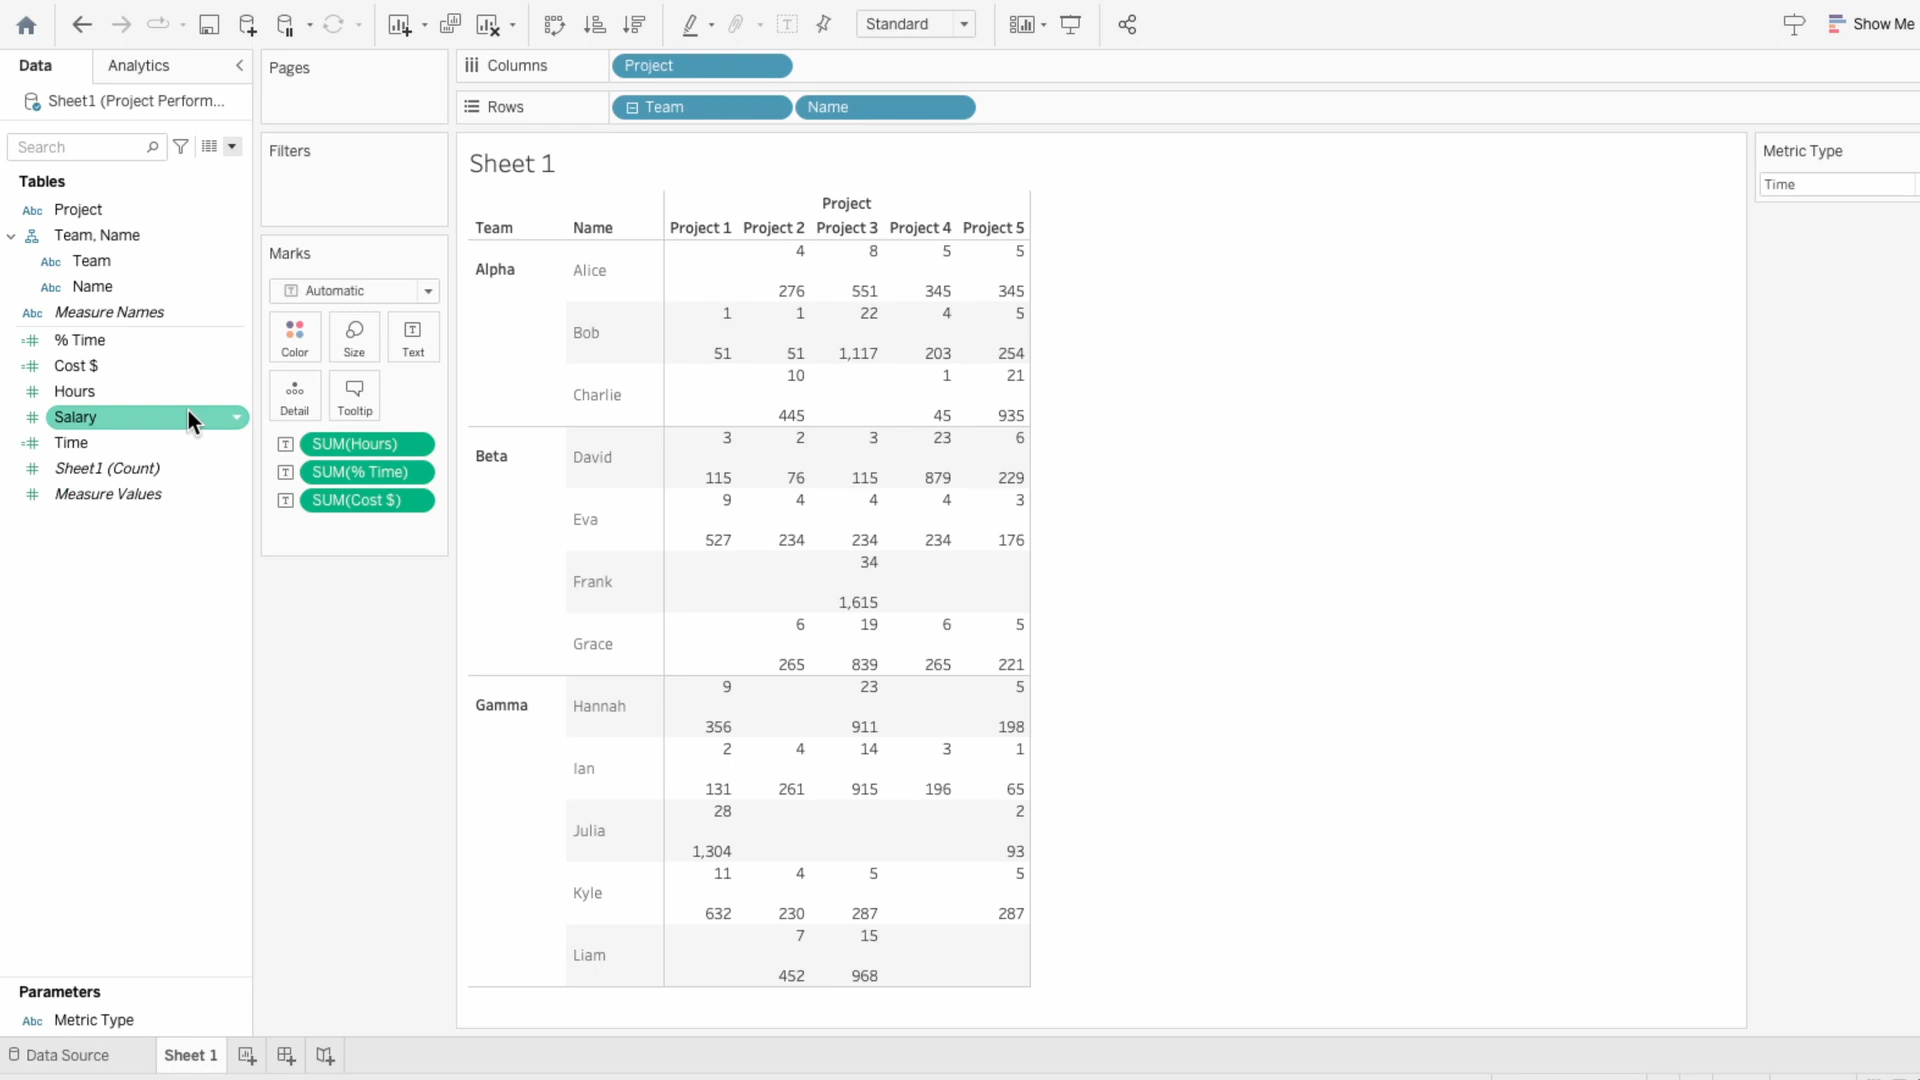 Standard
Show Me
Data
Analytics
Sheet1 (Project Perform...
Search
Tables
Abc Project
Team, Name
Abc Team
Abc Name
Abc Measure Names
=# % Time
=# Cost $
# Hours
# Salary
=# Time
# Sheet1 (Count)
# Measure Values
Parameters
Abc Metric Type
Pages
Filters
Marks
T Automatic
Color
Size
T Text
Detail
Tooltip
T SUM(Hours)
T SUM(% Time)
T SUM(Cost $)
Columns
Project
Rows
Team
Name
Sheet 1
Project
Team Name Project 1 Project 2 Project 3 Project 4 Project 5
4 8 5 5
Alpha Alice
276 551 345 345
1 1 22 4 5
Bob
51 51 1,117 203 254
10 1 21
Charlie
445 45 935
3 2 3 23 6
Beta David
115 76 115 879 229
9 4 4 4 3
Eva
527 234 234 234 176
34
Frank
1,615
6 19 6 5
Grace
265 839 265 221
9 23 5
Gamma Hannah
356 911 198
2 4 14 3 1
Ian
131 261 915 196 65
28 2
Julia
1,304 93
11 4 5 5
Kyle
632 230 287 287
7 15
Liam
452 968
Metric Type
Time
Data Source
Sheet 1